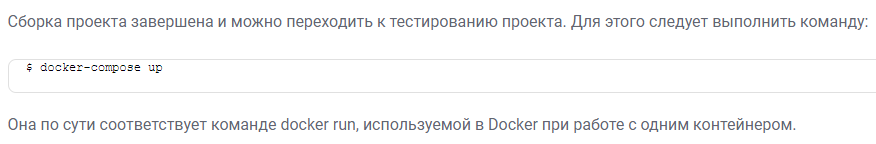 Сборка проекта завершена и можно переходить к тестированию проекта. Для этого следует выполнить команду:
$ docker-compose up
Она по сути соответствует команде docker run, используемой в Docker при работе с одним контейнером.